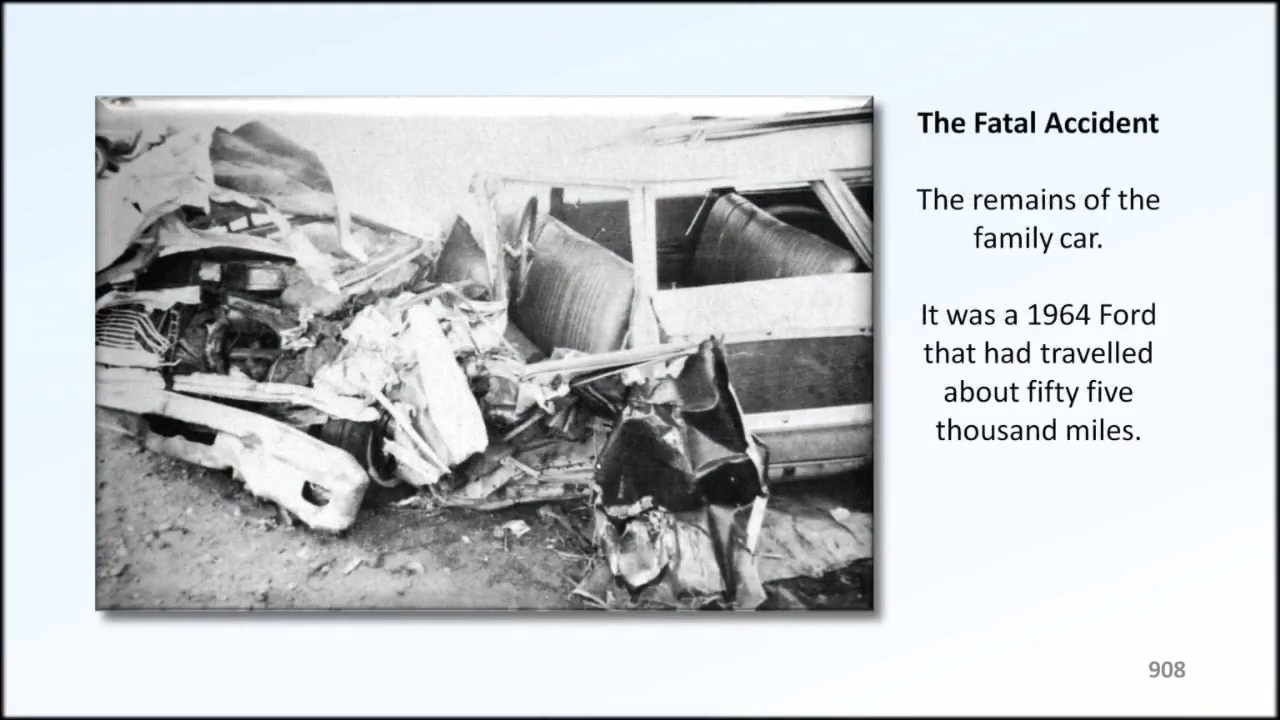 The Fatal Accident
The remains of the
family car.
It was a 1964 Ford
that had travelled
about fifty five
thousand miles.
908